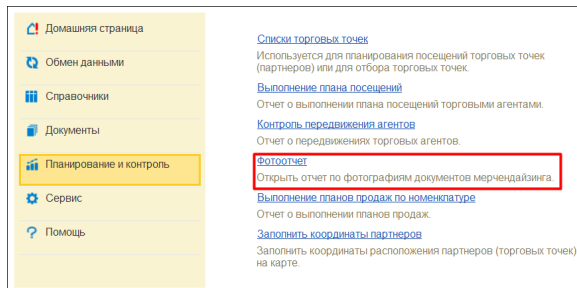 Домашняя страница
Обмен данными
Справочники
Документы
Планирование и контроль
Сервис
Помощь
Списки торговых точек
Используется для планирования посещений торговых точек
(партнеров) или для отбора торговых точек.
Выполнение плана посещений
Отчет о выполнении плана посещений торговыми агентами.
Контроль передвижения агентов
Отчет о передвижениях торговых агентов.
Фотоотчет
Открыть отчет по фотографиям документов мерчендайзинга.
Выполнение планов продаж по номенклатуре
Отчет о выполнении планов продаж.
Заполнить координаты партнеров
Заполнить координаты расположения партнеров (торговых точек)
на карте.